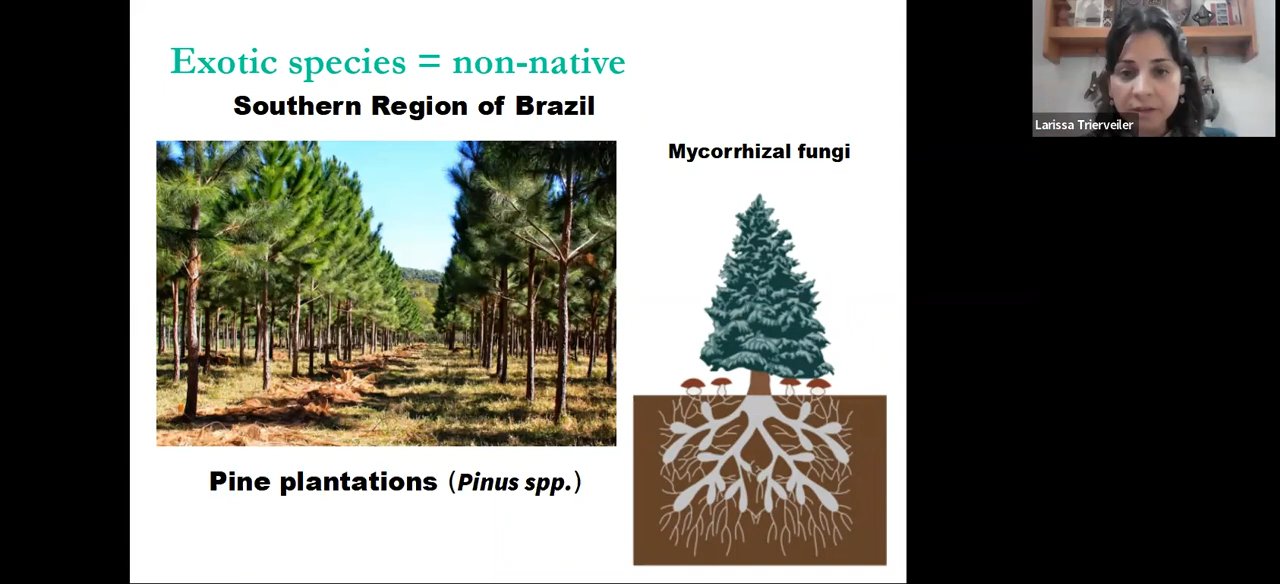 Exotic species = non-native
Southern Region of Brazil
Mycorrhizal fungi
Pine plantations (Pinus spp.)
Larissa Trierveiler